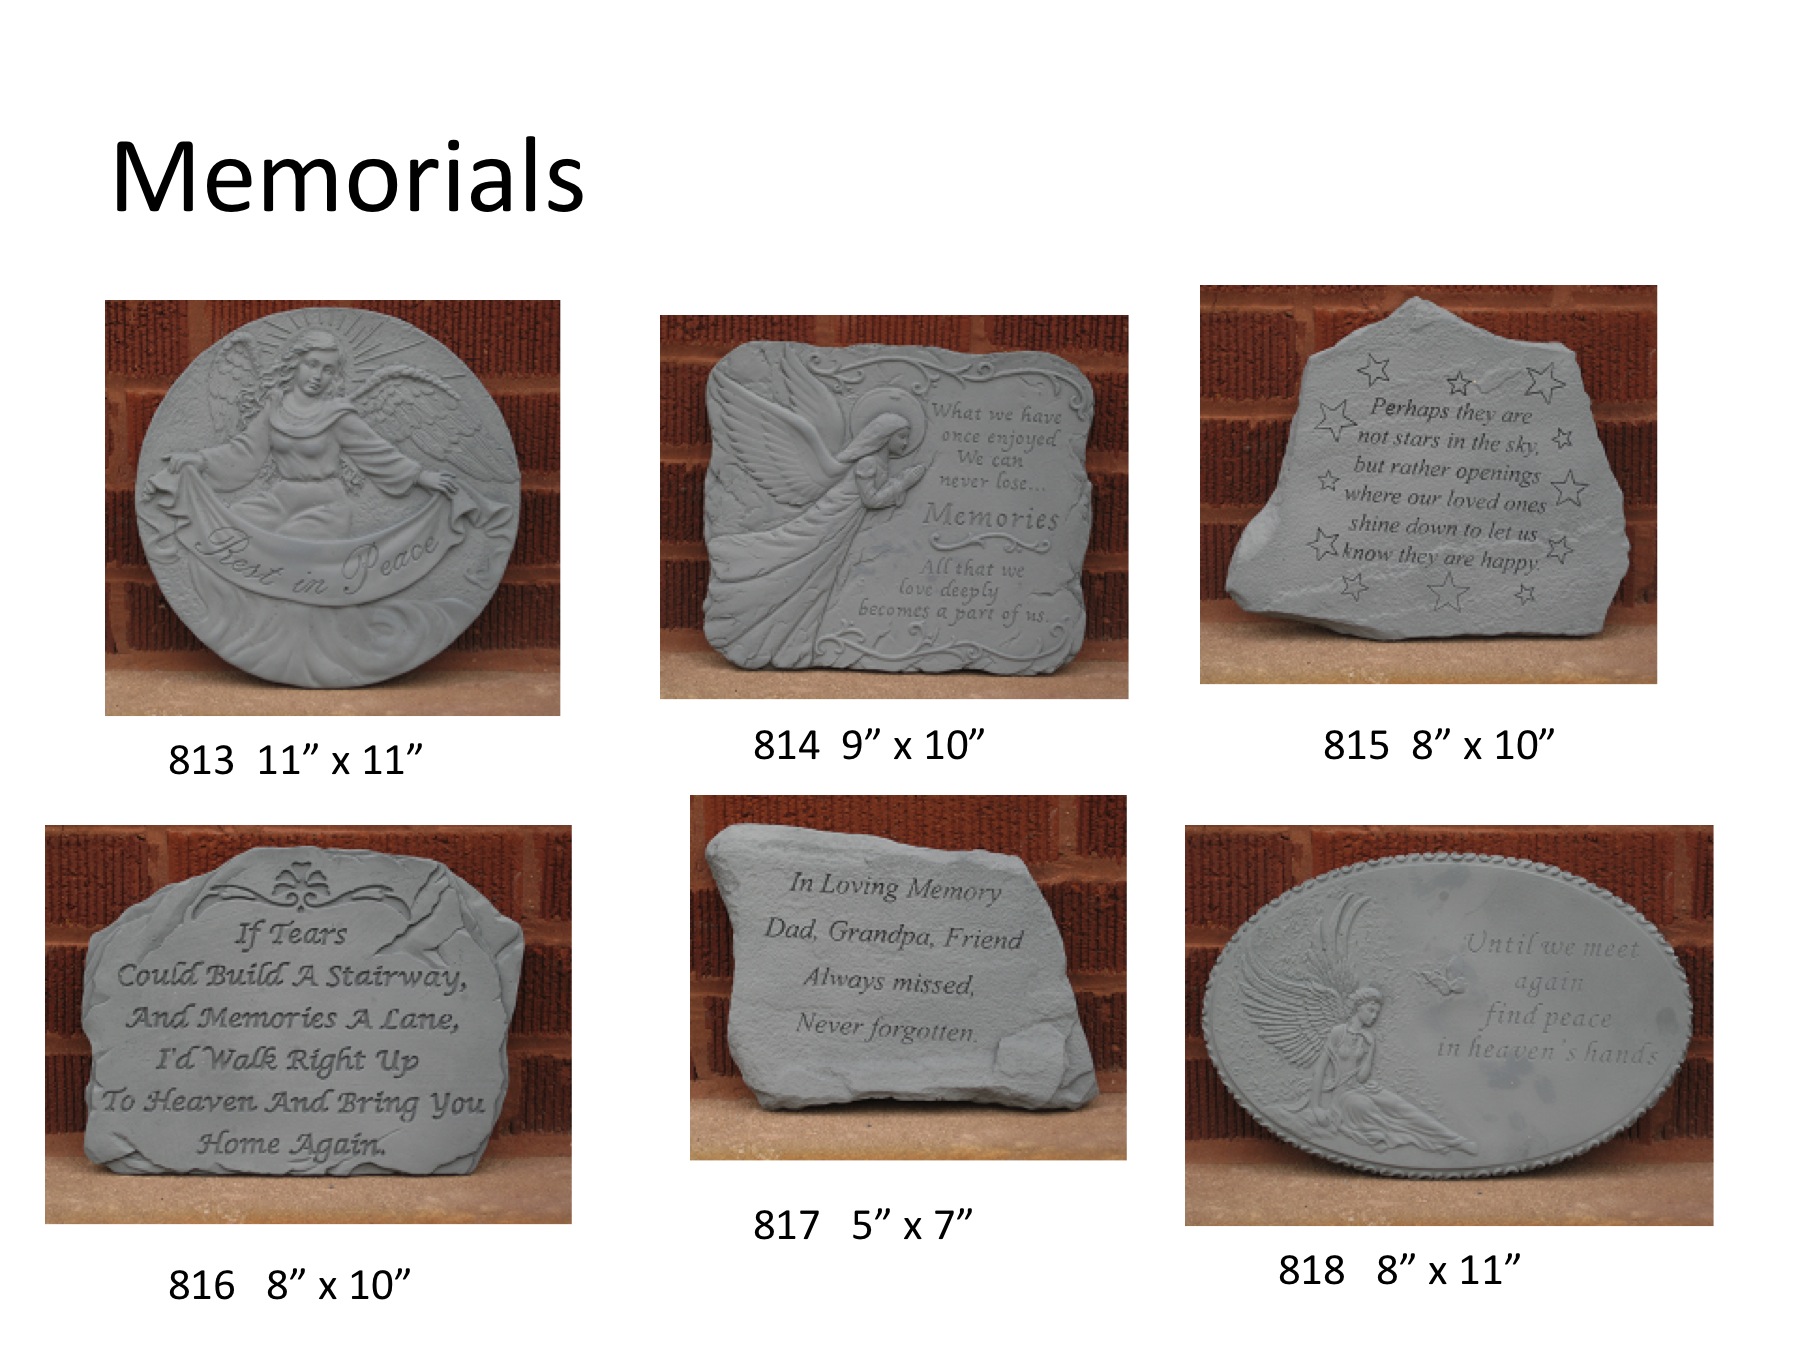 Memorials
Rest in Peace
813  11” x 11”
What we have
once enjoyed
We can
never lose...
Memories
All that we
love deeply
becomes a part of us.
814  9” x 10”
Perhaps they are
not stars in the sky,
but rather openings
where our loved ones
shine down to let us
know they are happy.
815  8” x 10”
If Tears
Could Build A Stairway,
And Memories A Lane,
I'd Walk Right Up
To Heaven And Bring You
Home Again.
816   8” x 10”
In Loving Memory
Dad, Grandpa, Friend
Always missed,
Never forgotten.
817   5” x 7”
Until we meet
again
find peace
in heaven's hands
818   8” x 11”